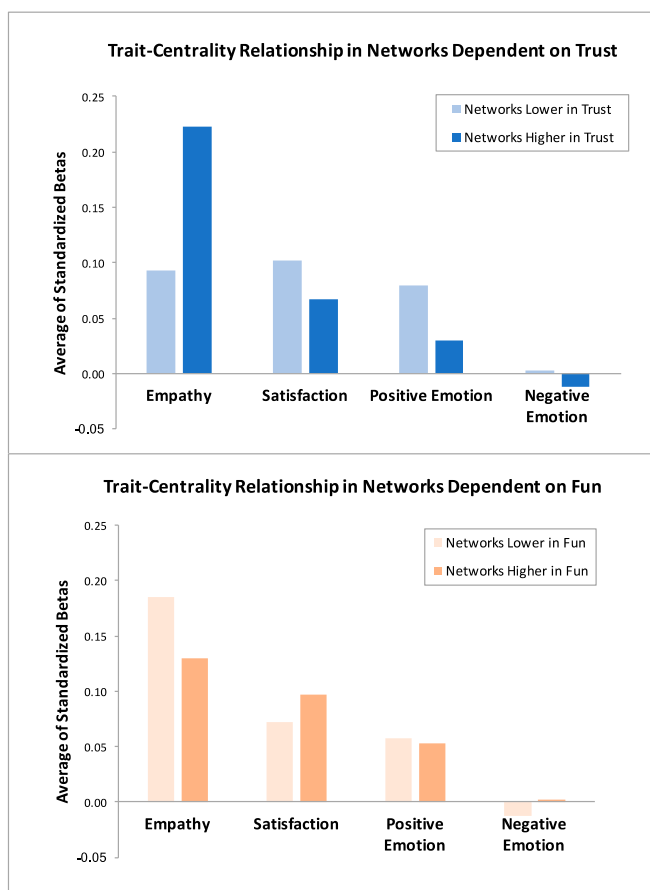 Trait-Centrality Relationship in Networks Dependent on Trust
0.25
Networks Lower in Trust
0.20
Networks Higher in Trust
0.15
0.10
0.05
0.00
-0.05
Average of Standardized Betas
Empathy
Satisfaction
Positive Emotion
Negative
Emotion
Trait-Centrality Relationship in Networks Dependent on Fun
0.25
Networks Lower in Fun
Networks Higher in Fun
0.20
0.15
0.10
0.05
0.00
-0.05
Average of Standardized Betas
Empathy
Satisfaction
Positive
Emotion
Negative
Emotion